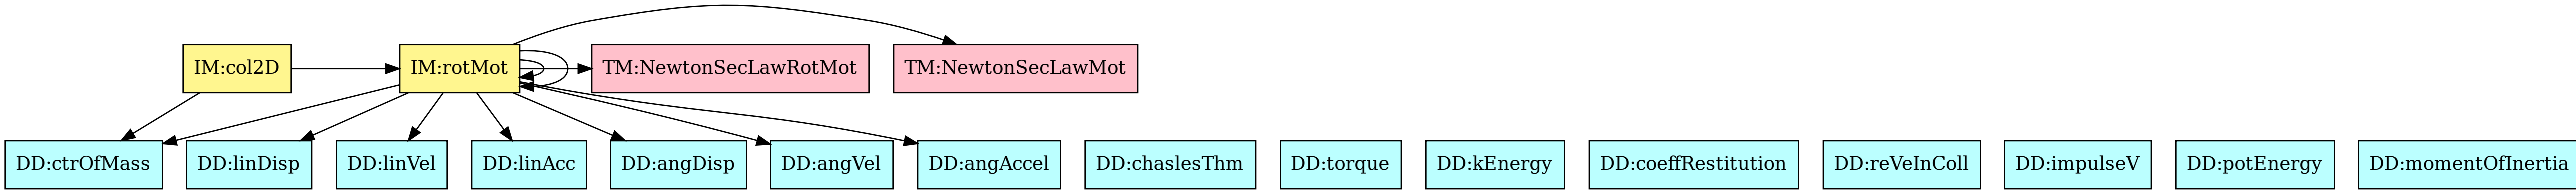 IM:col2D
IM:rotMot
TM:NewtonSecLawRotMot
TM:NewtonSecLawMot
DD:ctrOfMass
DD:linDisp
DD:linVel
DD:linAcc
DD:angDisp
DD:angVel
DD:angAccel
DD:chaslesThm
DD:torque
DD:kEnergy
DD:coeffRestitution
DD:reVeInColl
DD:impulseV
DD:potEnergy
DD:momentOfInertia